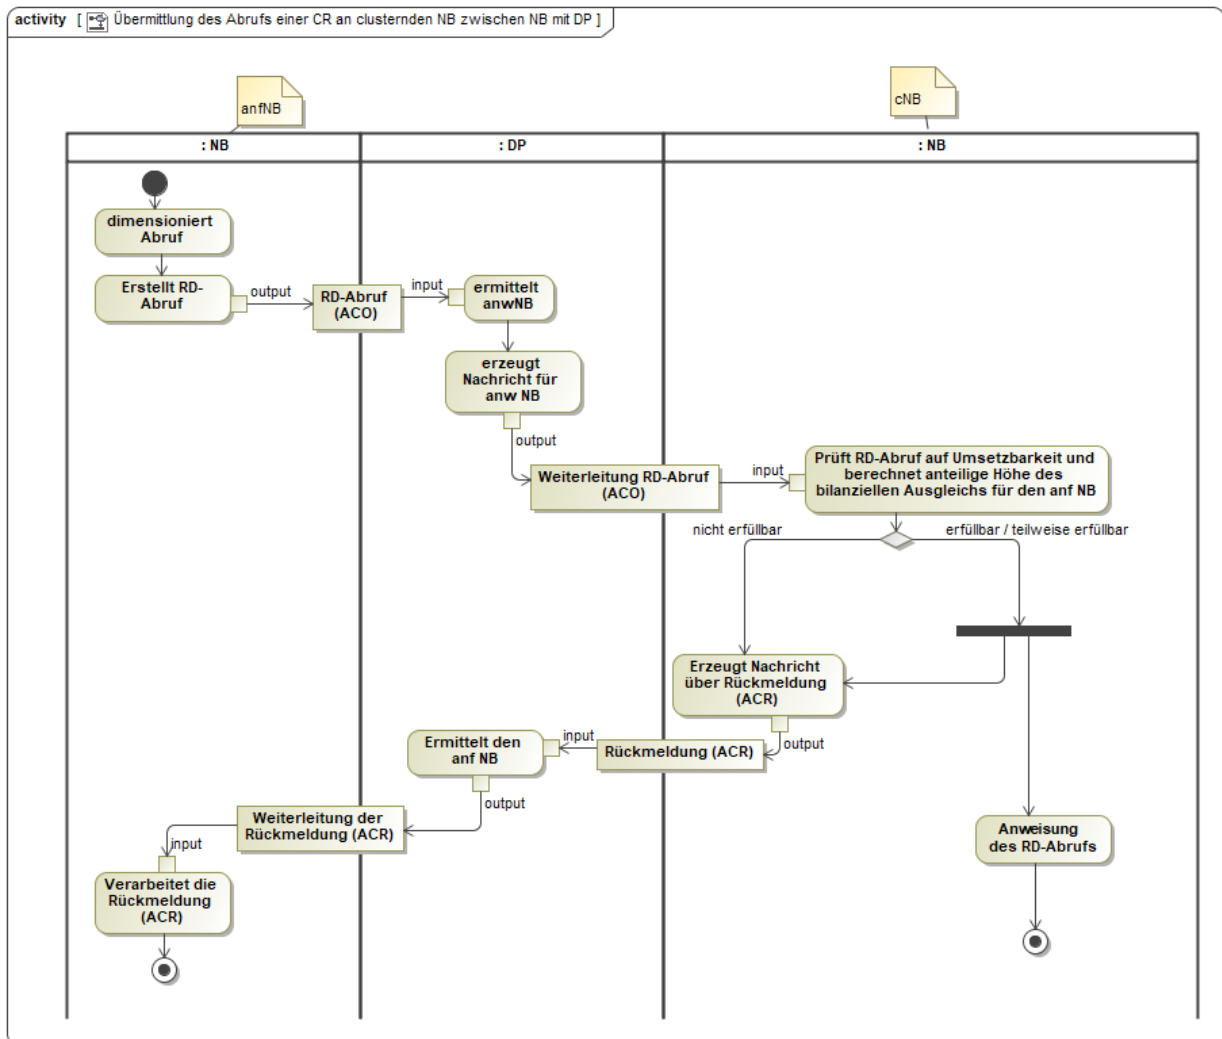 activity [ Übermittlung des Abrufs einer CR an clusternden NB zwischen NB mit DP ]
anfNB
cNB
: NB
: DP
: NB
dimensioniert
Abruf
Erstellt RD-
Abruf
output
RD-Abruf
(ACO)
input
ermittelt
anwNB
erzeugt
Nachricht für
anw NB
output
Weiterleitung RD-Abruf
(ACO)
input
Prüft RD-Abruf auf Umsetzbarkeit und
berechnet anteilige Höhe des
bilanziellen Ausgleichs für den anf NB
nicht erfüllbar
erfüllbar / teilweise erfüllbar
Erzeugt Nachricht
über Rückmeldung
(ACR)
output
Rückmeldung (ACR)
input
Ermittelt den
anf NB
output
Weiterleitung der
Rückmeldung (ACR)
input
Verarbeitet die
Rückmeldung
(ACR)
Anweisung
des RD-Abrufs